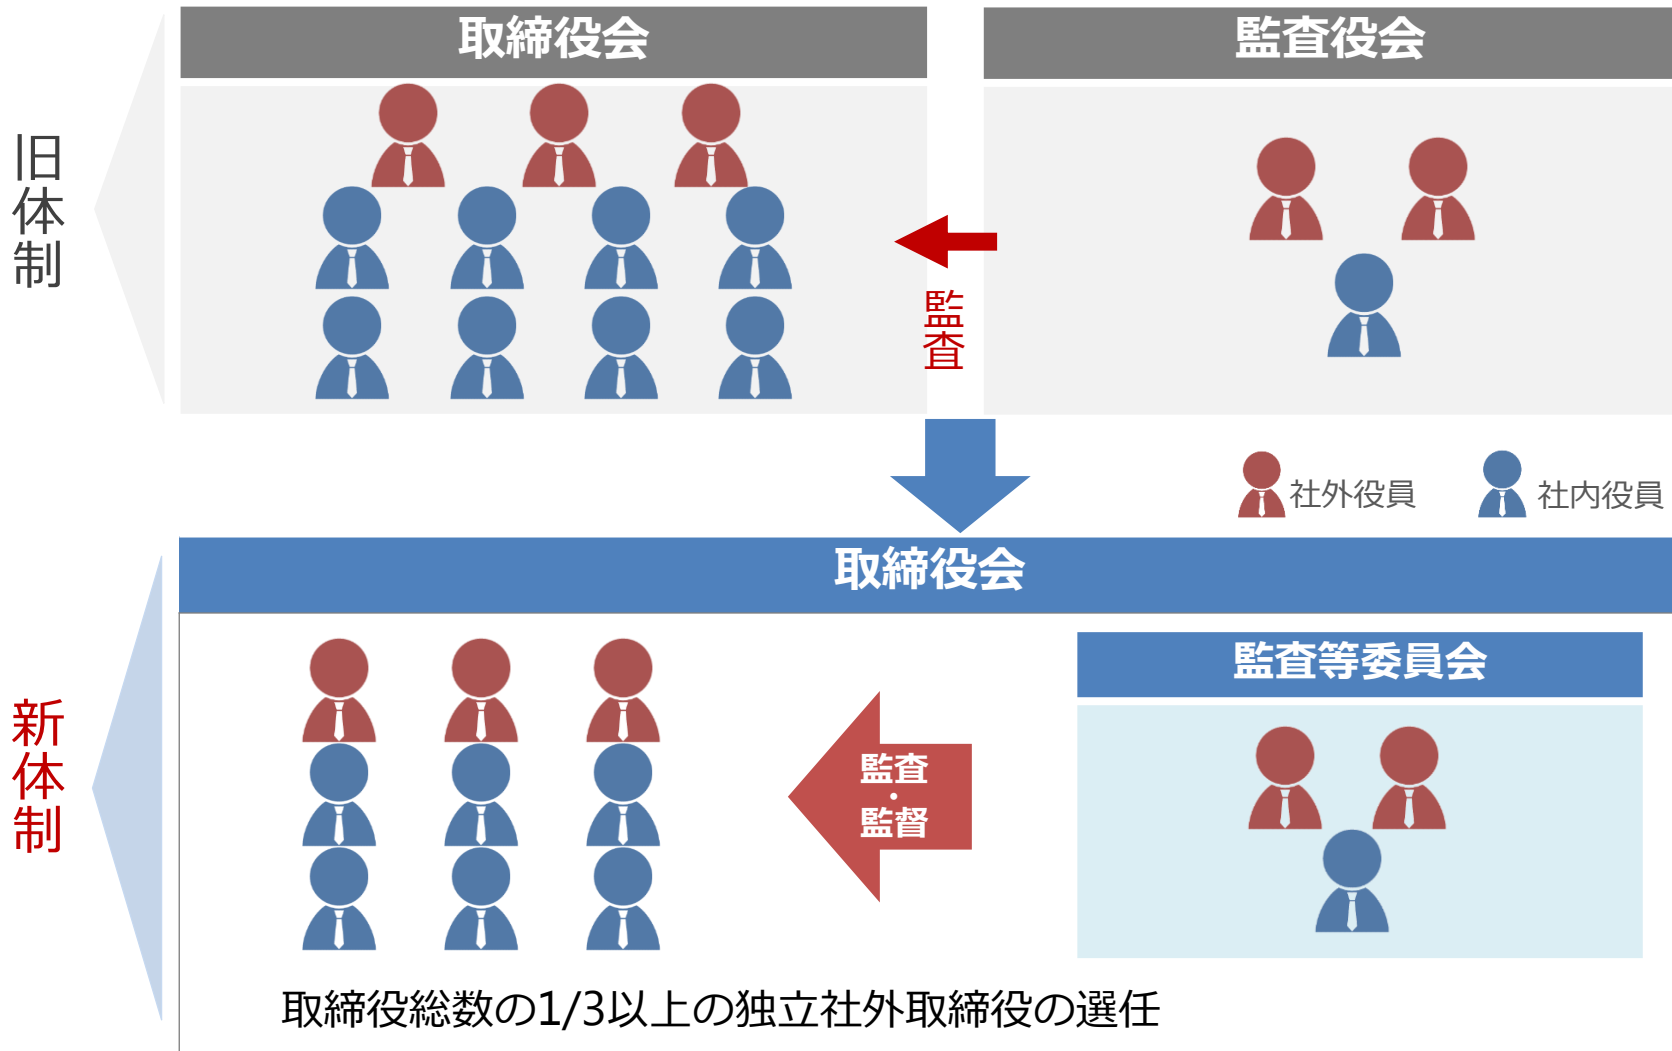 取締役会
監査役会
旧体制
監査
社外役員
社内役員
取締役会
監査等委員会
新体制
監査
・
監督
取締役総数の1/3以上の独立社外取締役の選任